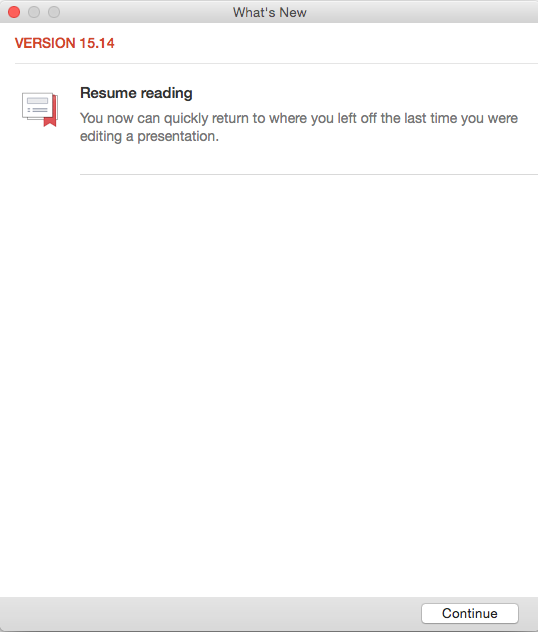 What's New
VERSION 15.14
Resume reading
You now can quickly return to where you left off the last time you were
editing a presentation.
Continue